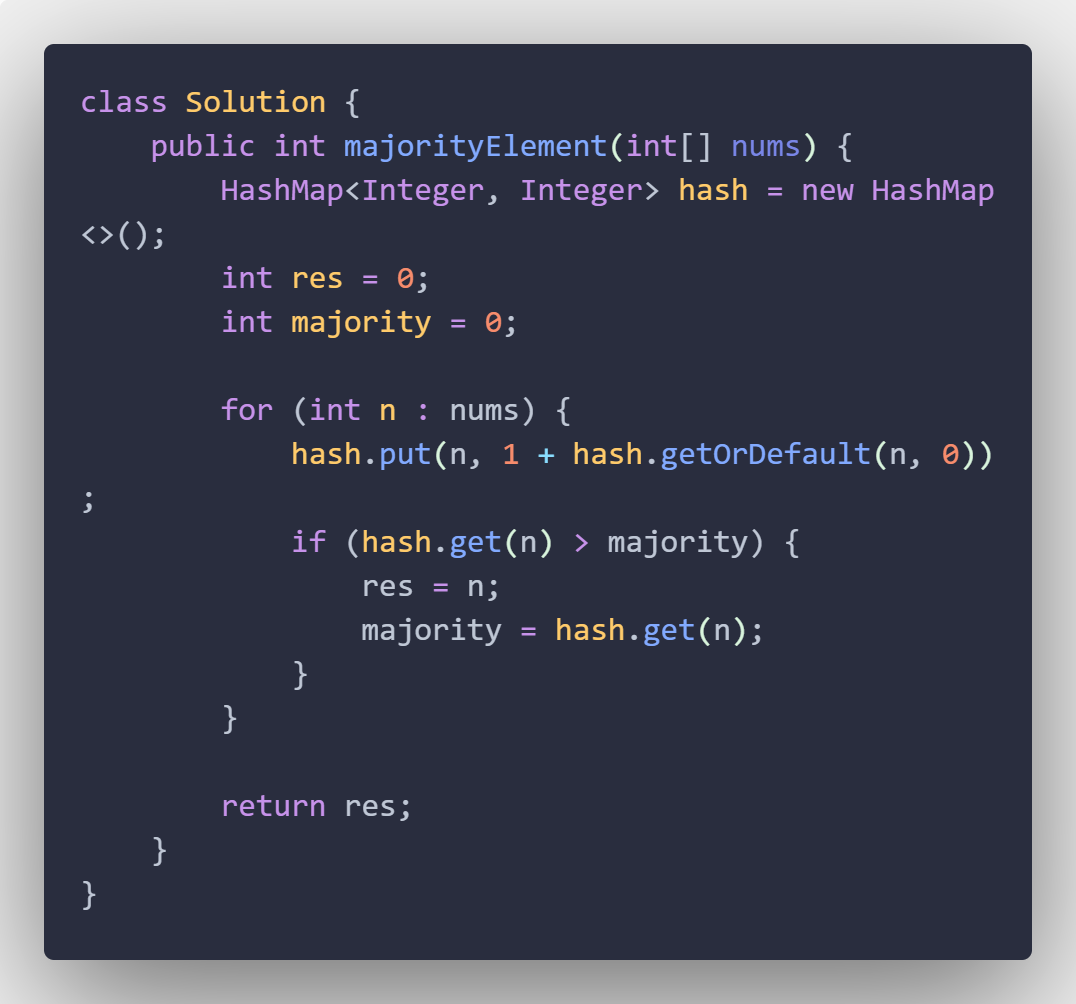 class Solution {
    public int majorityElement(int[] nums) {
        HashMap<Integer, Integer> hash = new HashMap
<>();
        int res = 0;
        int majority = 0;

        for (int n : nums) {
            hash.put(n, 1 + hash.getOrDefault(n, 0))
;
            if (hash.get(n) > majority) {
                res = n;
                majority = hash.get(n);
            }
        }

        return res;
    }
}